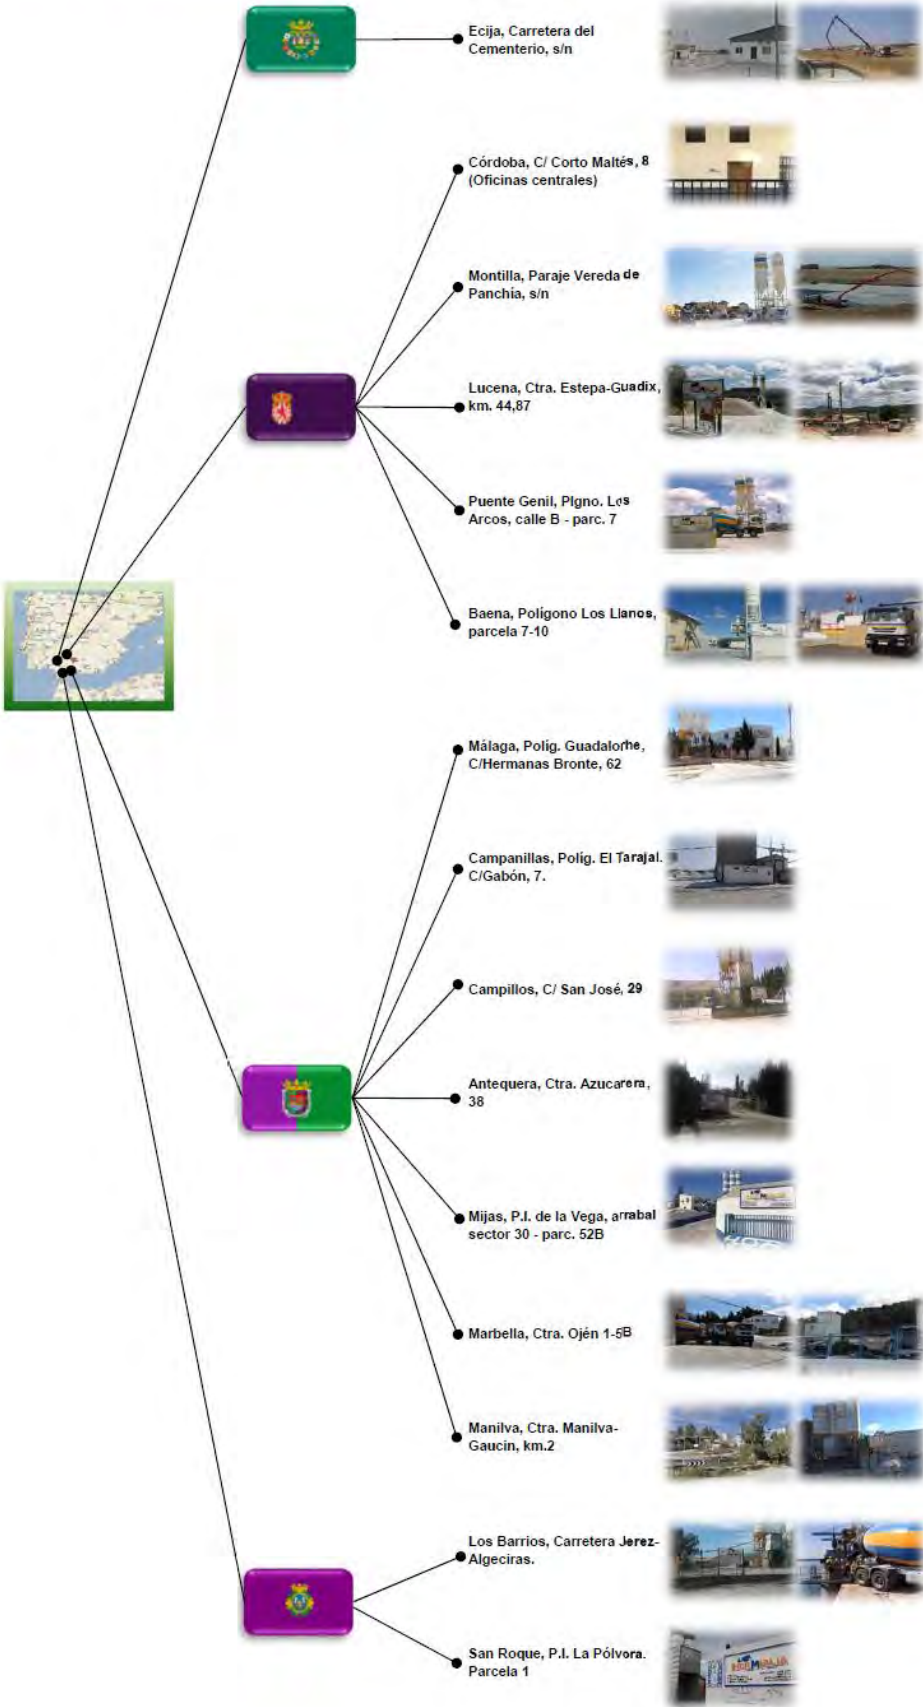 Ecija, Carretera del
Cementerio, s/n
Córdoba, C/ Corto Maltés, 8
(Oficinas centrales)
Montilla, Paraje Vereda de
Panchía, s/n
Lucena, Ctra. Estepa-Guadix,
km. 44,87
Puente Genil, Plgno. Los
Arcos, calle B - parc. 7
Baena, Polígono Los Llanos,
parcela 7-10
Málaga, Políg. Guadalorhe,
C/Hermanas Bronte, 62
Campanillas, Políg. El Tarajal.
C/Gabón, 7.
Campillos, C/ San José, 29
Antequera, Ctra. Azucarera,
38
Mijas, P.I. de la Vega, arrabal
sector 30 - parc. 52B
Marbella, Ctra. Ojén 1-5B
Manilva, Ctra. Manilva-
Gaucín, km.2
Los Barrios, Carretera Jerez-
Algeciras.
San Roque, P.I. La Pólvora.
Parcela 1